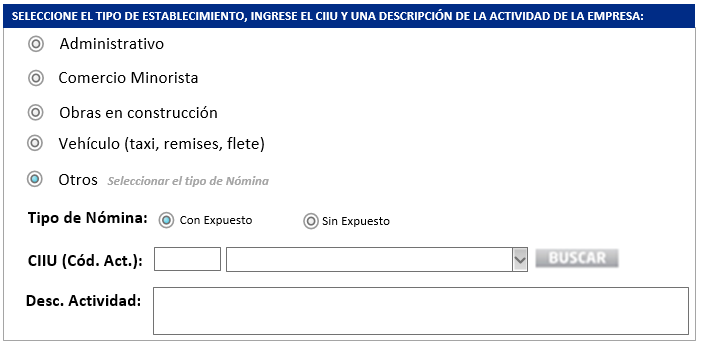 SELECCIONE EL TIPO DE ESTABLECIMIENTO, INGRESE EL CIIU Y UNA DESCRIPCIÓN DE LA ACTIVIDAD DE LA EMPRESA:
Administrativo
Comercio Minorista
Obras en construcción
Vehículo (taxi, remises, flete)
Otros Seleccionar el tipo de Nómina
Tipo de Nómina: Con Expuesto Sin Expuesto
CIIU (Cód. Act.): BUSCAR
Desc. Actividad: